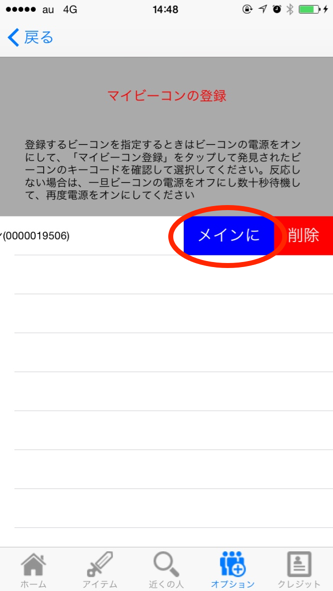 ●●●●● au 4G 14:48
戻る
マイビーコンの登録
登録するビーコンを指定するときはビーコンの電源をオン
にして、「マイビーコン登録」をタップして発見されたビ
ーコンのキーコードを確認して選択してください。反応し
ない場合は、一旦ビーコンの電源をオフにし数十秒待機し
て、再度電源をオンにしてください
(0000019506) メインに 削除
ホーム アイテム 近くの人 オプション クレジット